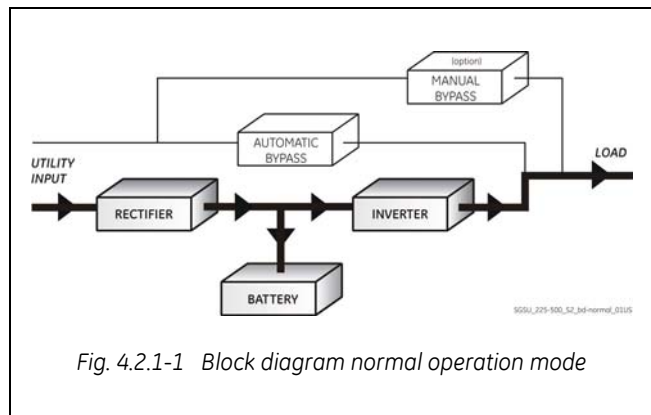 (option)
MANUAL
BYPASS
AUTOMATIC
BYPASS
UTILITY
INPUT
LOAD
RECTIFIER
INVERTER
BATTERY
SGSU_225-500_S2_bd-normal_01US
Fig. 4.2.1-1 Block diagram normal operation mode